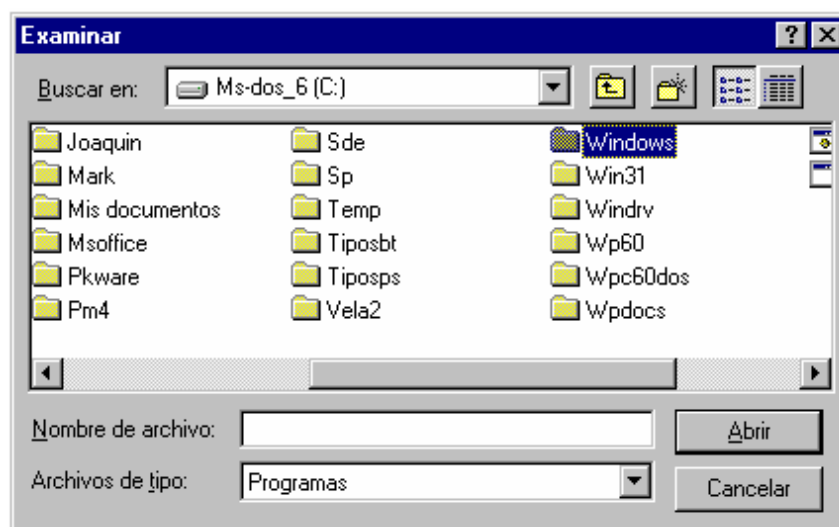 Examinar
Buscar en: Ms-dos_6 (C:)
Joaquin Sde Windows
Mark Sp Win31
Mis documentos Temp Windrv
Msoffice Tiposbt Wp60
Pkware Tiposps Wpc60dos
Pm4 Vela2 Wpdocs
Nombre de archivo: Abrir
Archivos de tipo: Programas Cancelar